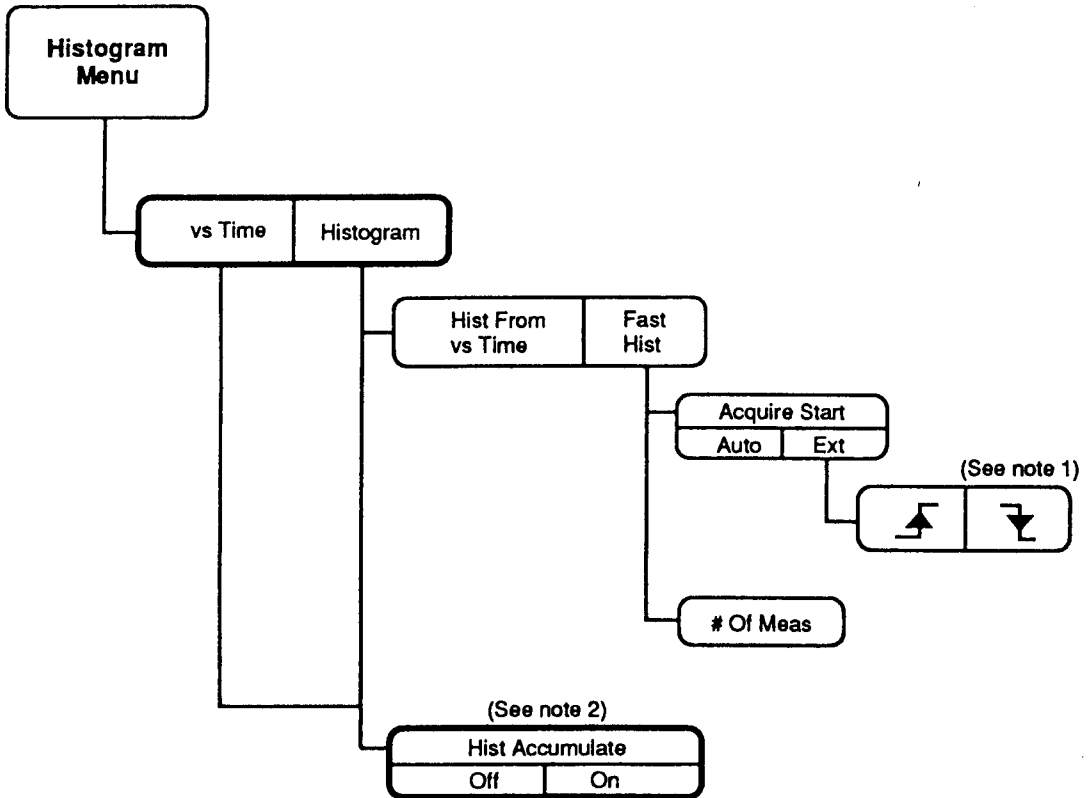 Histogram
Menu
vs Time
Histogram
Hist From
vs Time
Fast
Hist
Acquire Start
Auto
Ext
(See note 1)
# Of Meas
(See note 2)
Hist Accumulate
Off
On